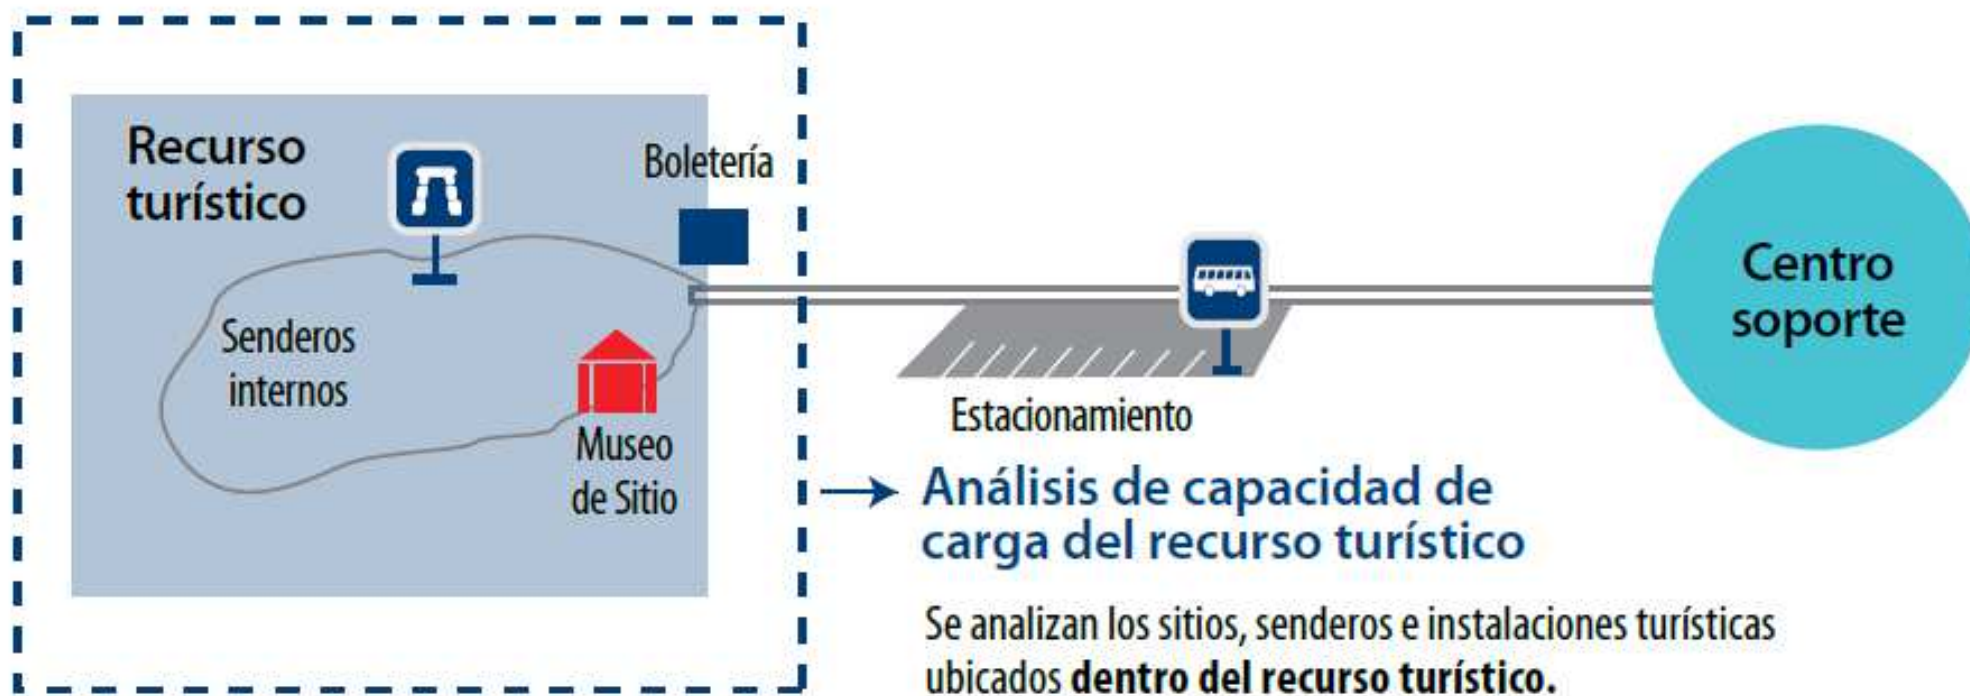 Recurso
turístico
Boletería
Senderos
internos
Museo
de Sitio
Estacionamiento
Centro
soporte
Análisis de capacidad de
carga del recurso turístico
Se analizan los sitios, senderos e instalaciones turísticas
ubicados dentro del recurso turístico.